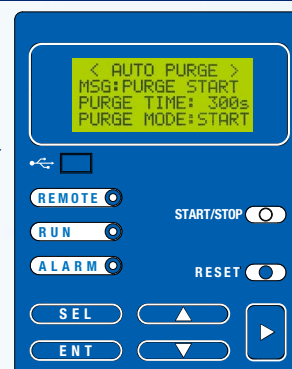 < AUTO PURGE >
MSG:PURGE START
PURGE TIME: 300s
PURGE MODE:START
REMOTE
START/STOP
RUN
ALARM
RESET
SEL
ENT